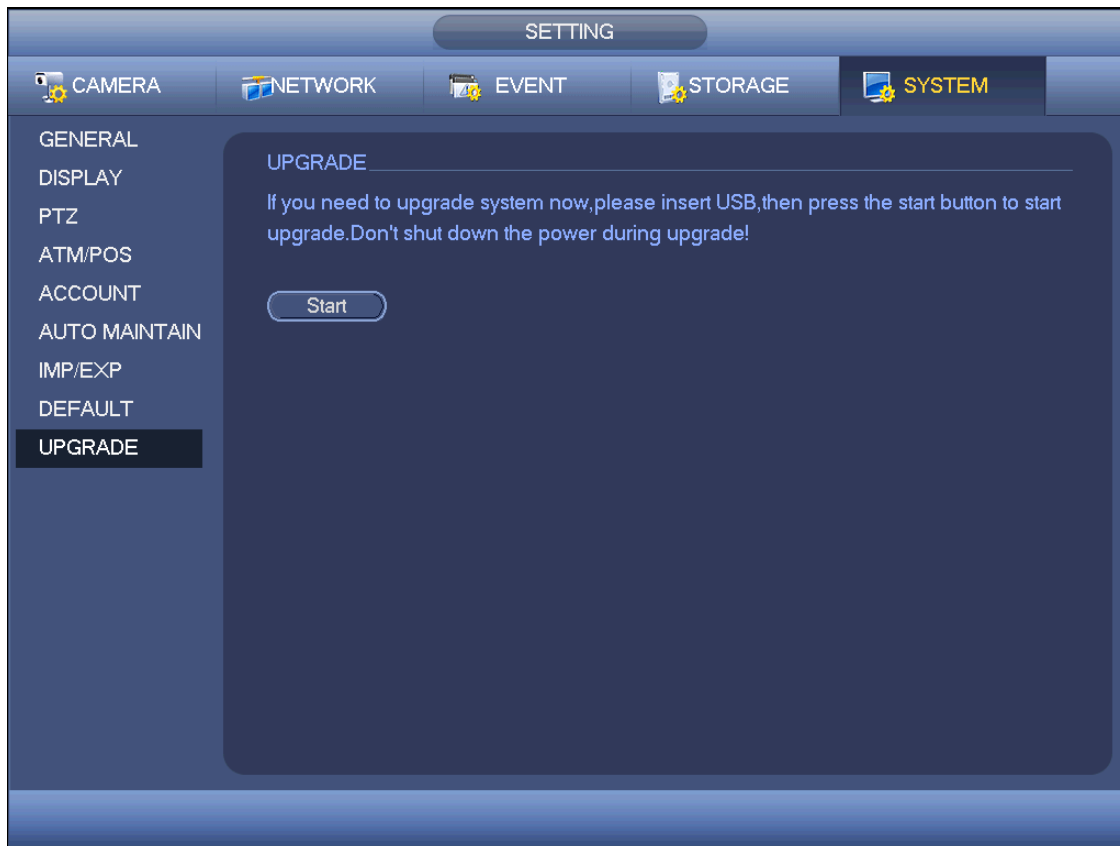 SETTING
CAMERA
NETWORK
EVENT
STORAGE
SYSTEM
GENERAL
DISPLAY
PTZ
ATM/POS
ACCOUNT
AUTO MAINTAIN
IMP/EXP
DEFAULT
UPGRADE
UPGRADE
If you need to upgrade system now,please insert USB,then press the start button to start
upgrade.Don't shut down the power during upgrade!
Start